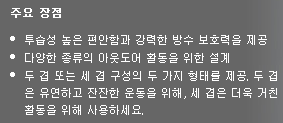 주요 장점
• 투습성 높은 편안함과 강력한 방수 보호력을 제공
• 다양한 종류의 아웃도어 활동을 위한 설계
• 두 겹 또는 세 겹 구성의 두 가지 형태를 제공. 두 겹
은 유연하고 잔잔한 운동을 위해, 세 겹은 더욱 거친
활동을 위해 사용하세요.